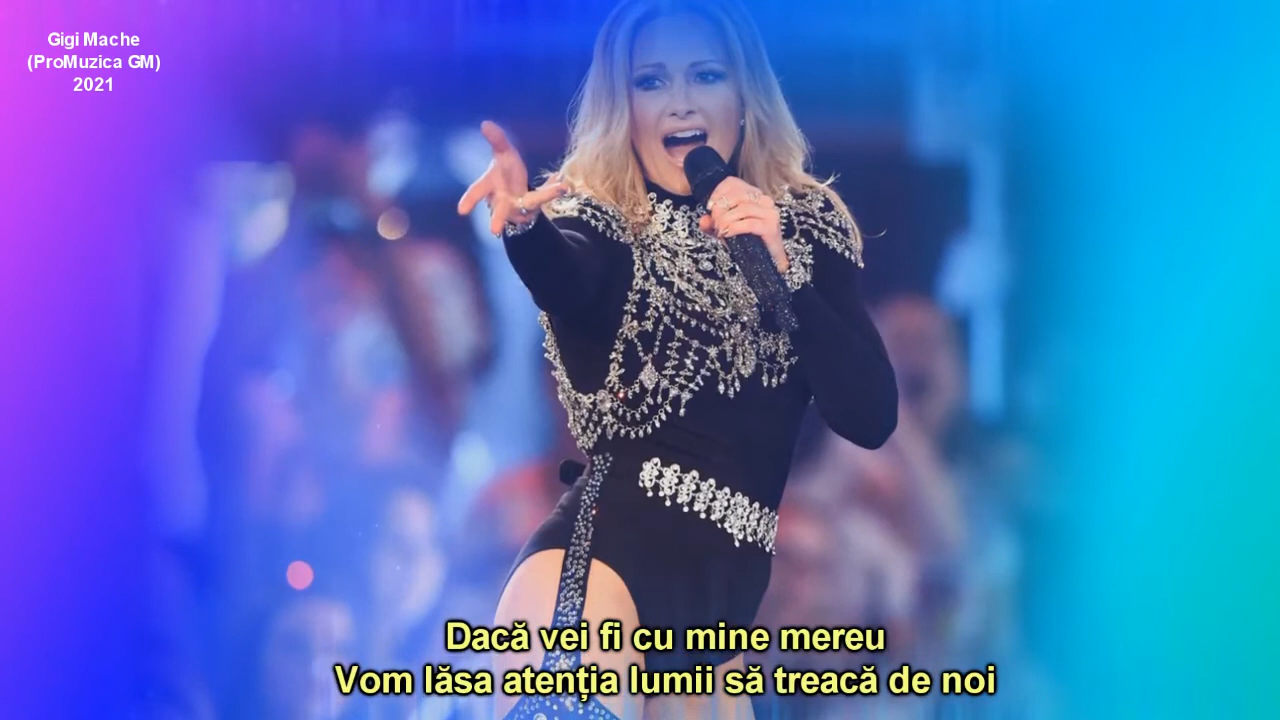 Gigi Mache
(ProMuzica GM)
2021
Dacă vei fi cu mine mereu
Vom lăsa atenția lumii să treacă de noi